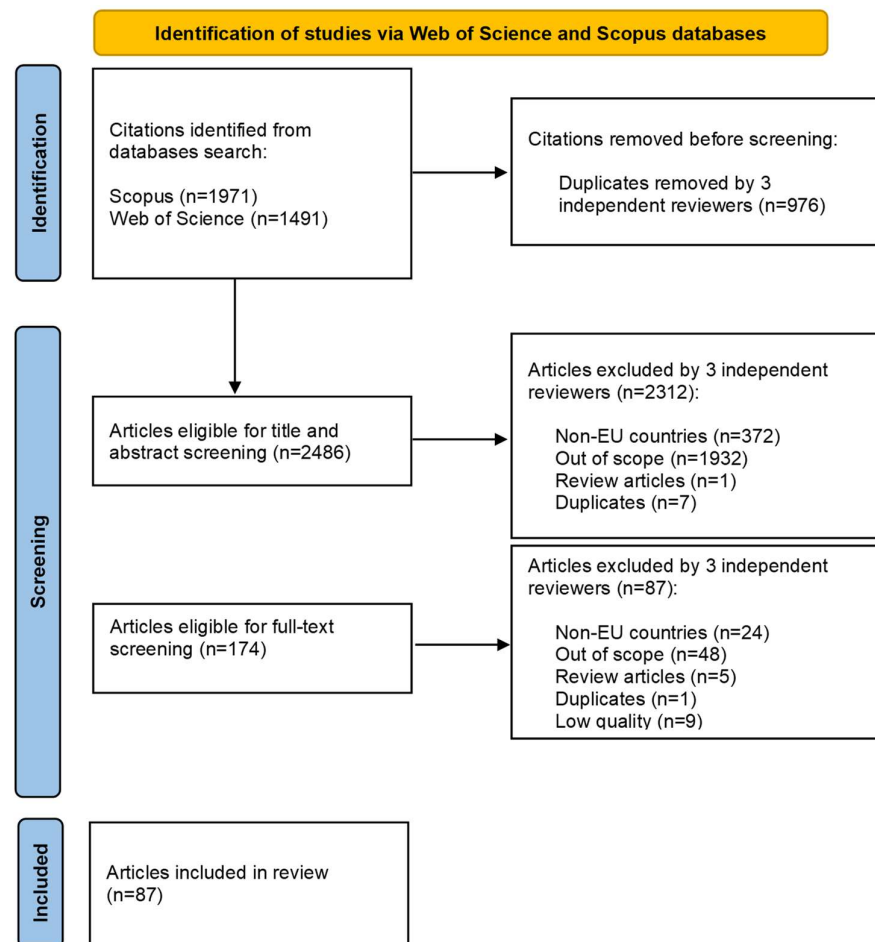 Identification of studies via Web of Science and Scopus databases
Identification
Citations identified from
databases search:
Scopus (n=1971)
Web of Science (n=1491)
Citations removed before screening:
Duplicates removed by 3
independent reviewers (n=976)
Screening
Articles eligible for title and
abstract screening (n=2486)
Articles excluded by 3 independent
reviewers (n=2312):
Non-EU countries (n=372)
Out of scope (n=1932)
Review articles (n=1)
Duplicates (n=7)
Articles eligible for full-text
screening (n=174)
Articles excluded by 3 independent
reviewers (n=87):
Non-EU countries (n=24)
Out of scope (n=48)
Review articles (n=5)
Duplicates (n=1)
Low quality (n=9)
Included
Articles included in review
(n=87)